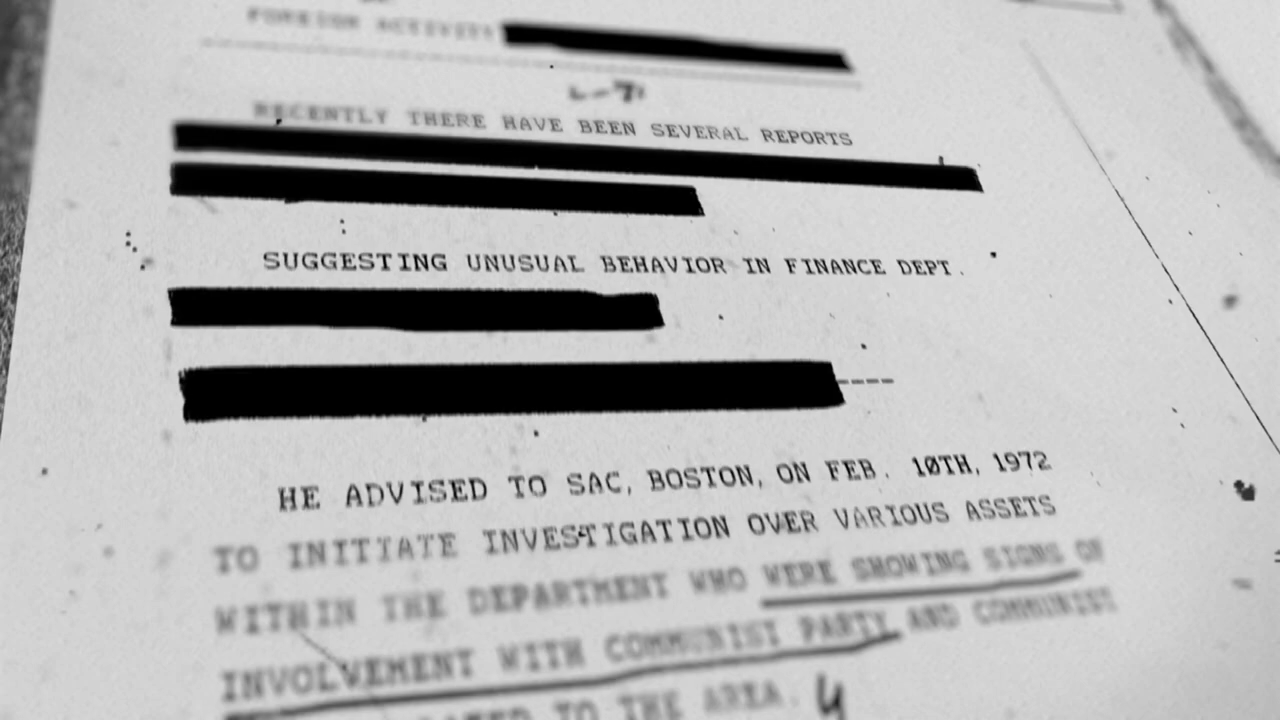 FOREIGN ACTIVITY
RECENTLY THERE HAVE BEEN SEVERAL REPORTS
SUGGESTING UNUSUAL BEHAVIOR IN FINANCE DEPT.
----
HE ADVISED TO SAC, BOSTON, ON FEB. 10TH, 1972
TO INITIATE INVESTIGATION OVER VARIOUS ASSETS
WITHIN THE DEPARTMENT WHO WERE SHOWING SIGNS OF
INVOLVEMENT WITH COMMUNIST PARTY AND COMMUNIST
TO THE AREA.